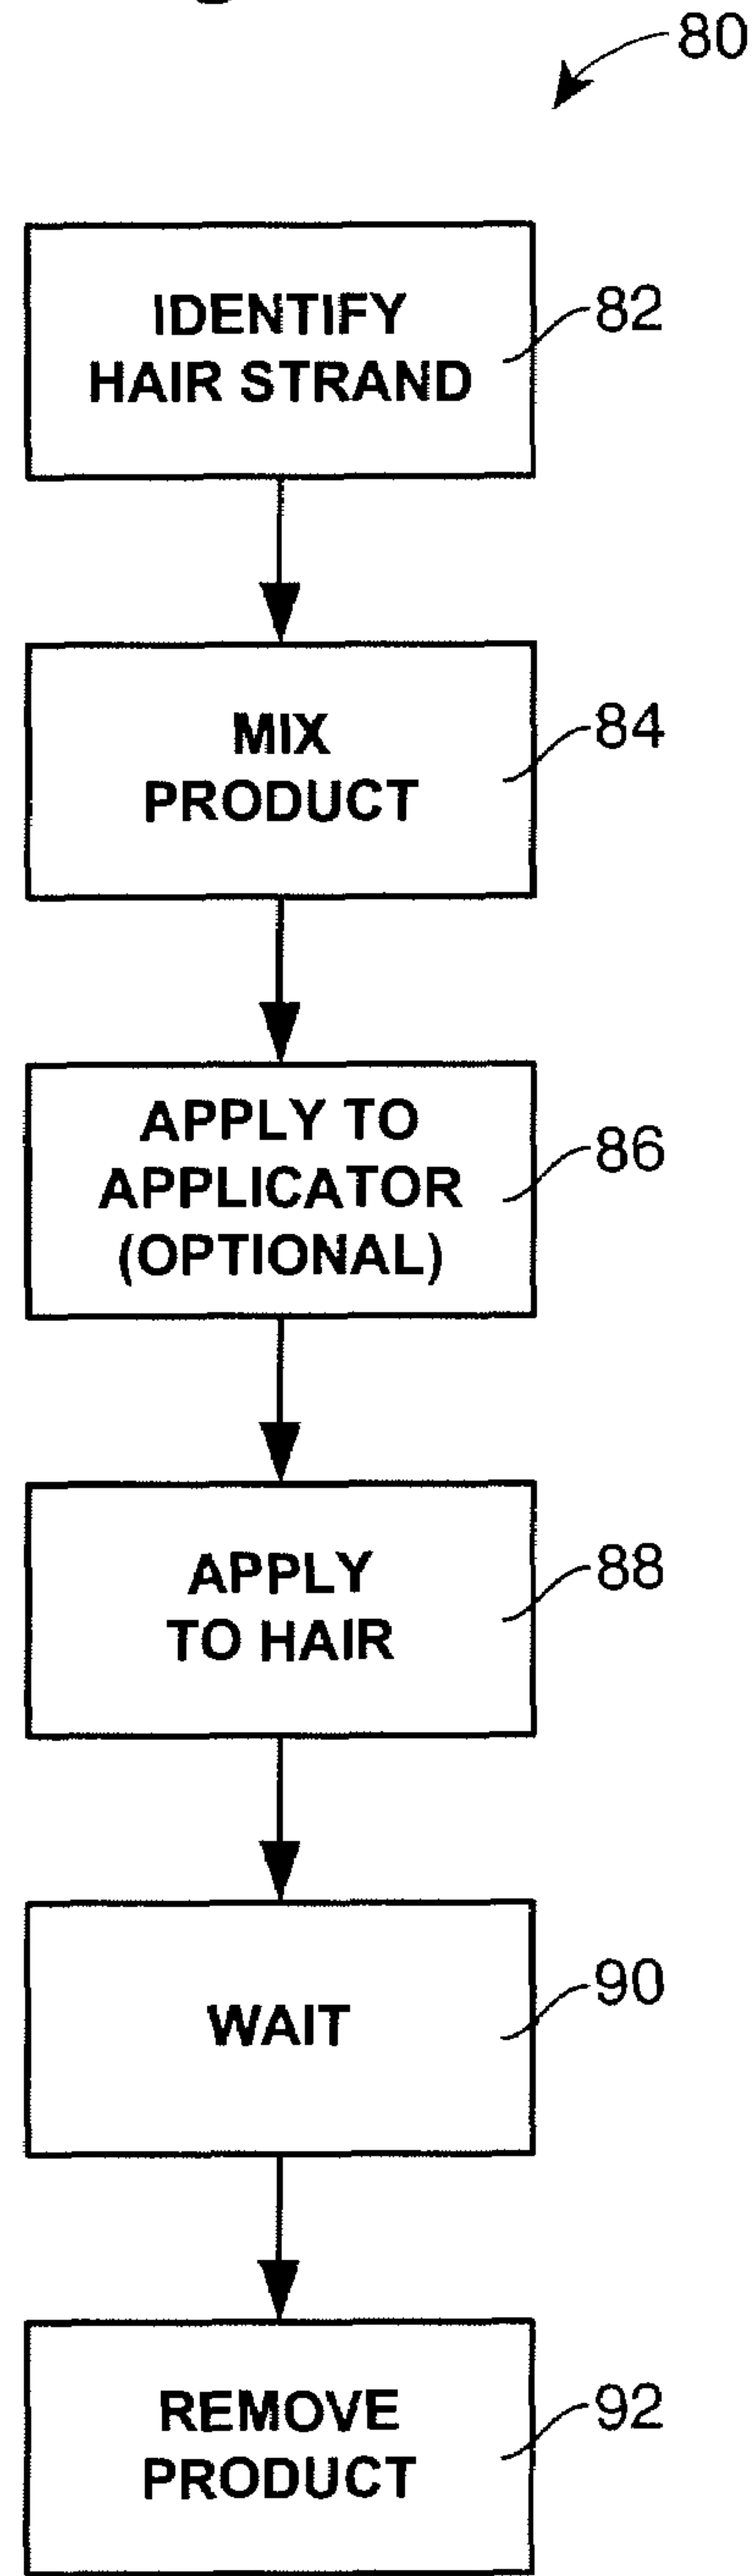 80
IDENTIFY
HAIR STRAND
82
MIX
PRODUCT
84
APPLY TO
APPLICATOR
(OPTIONAL)
86
APPLY
TO HAIR
88
WAIT
90
REMOVE
PRODUCT
92